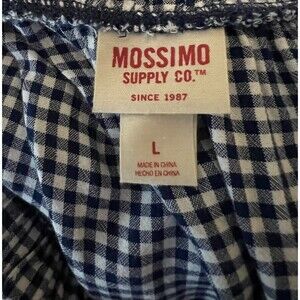 MOSSIMO
SUPPLY CO.™
SINCE 1987
L
MADE IN CHINA
HECHO EN CHINA